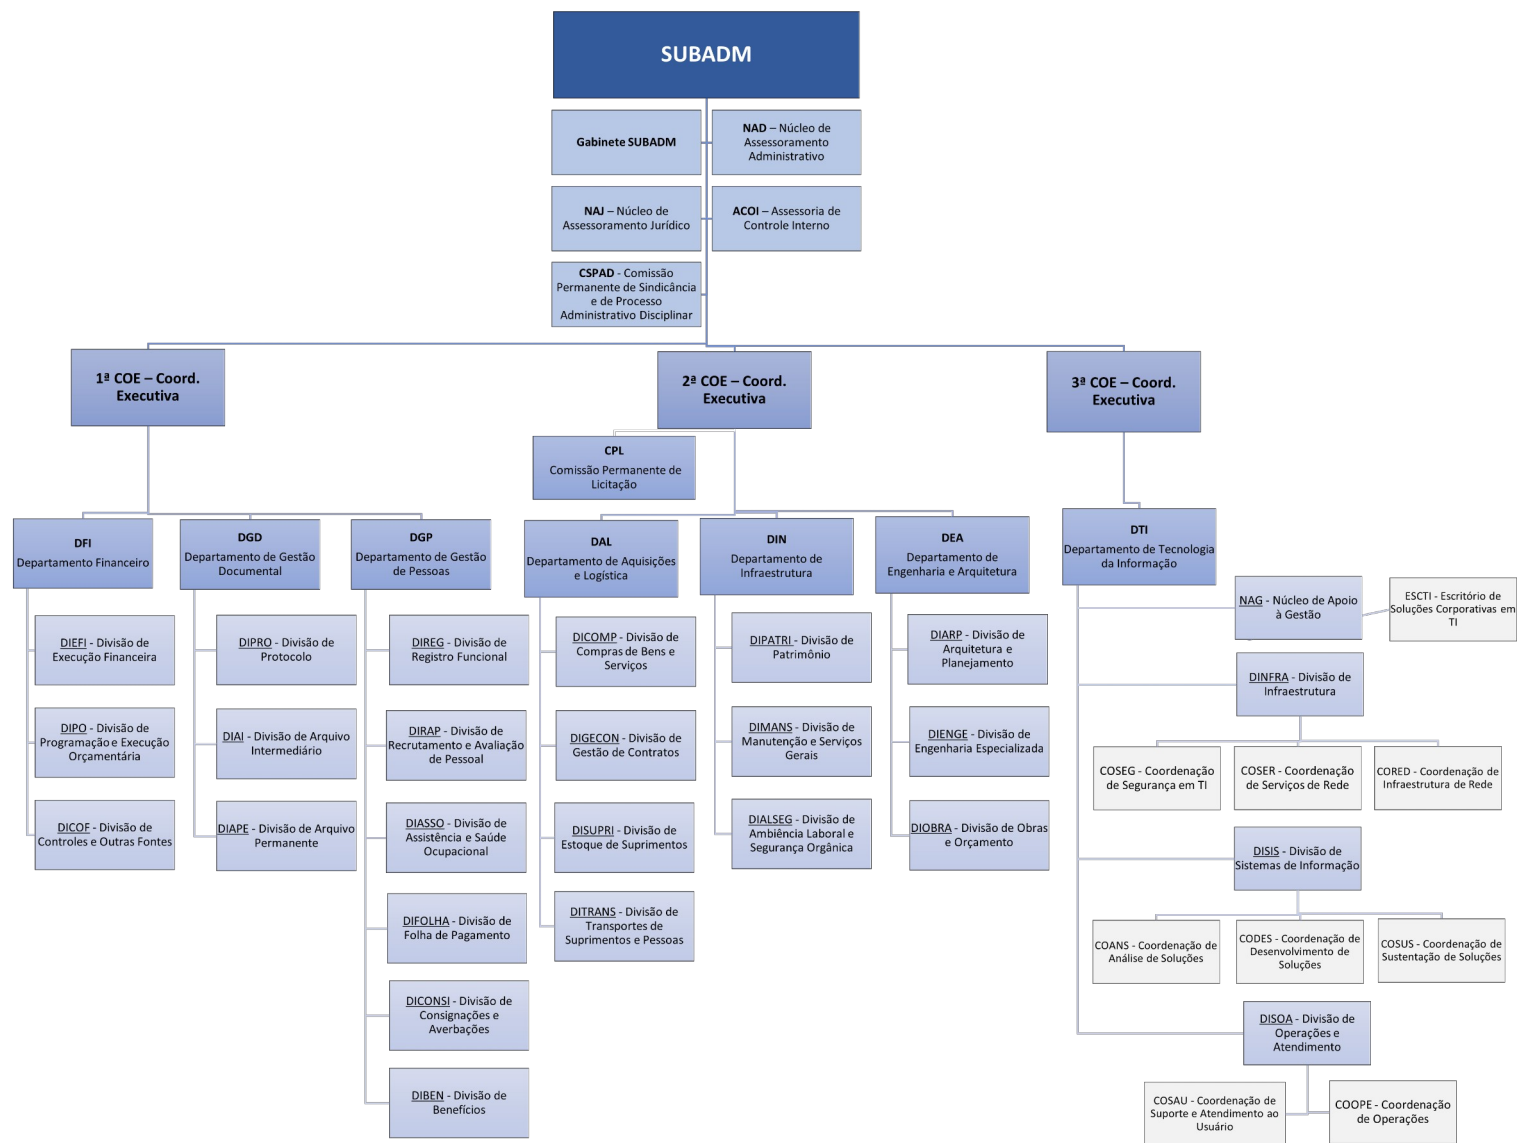 SUBADM
Gabinete SUBADM
NAD – Núcleo de
Assessoramento
Administrativo
NAJ – Núcleo de
Assessoramento Jurídico
ACOI – Assessoria de
Controle Interno
CSPAD - Comissão
Permanente de Sindicância
e de Processo
Administrativo Disciplinar
1ª COE – Coord.
Executiva
2ª COE – Coord.
Executiva
3ª COE – Coord.
Executiva
CPL
Comissão Permanente de
Licitação
DFI
Departamento Financeiro
DGD
Departamento de Gestão
Documental
DGP
Departamento de Gestão
de Pessoas
DAL
Departamento de Aquisições
e Logística
DIN
Departamento de
Infraestrutura
DEA
Departamento de
Engenharia e Arquitetura
DTI
Departamento de Tecnologia
da Informação
DIEFI - Divisão de
Execução Financeira
DIPO - Divisão de
Programação e Execução
Orçamentária
DICOF - Divisão de
Controles e Outras Fontes
DIPRO - Divisão de
Protocolo
DIAI - Divisão de Arquivo
Intermediário
DIAPE - Divisão de Arquivo
Permanente
DIREG - Divisão de
Registro Funcional
DIRAP - Divisão de
Recrutamento e Avaliação
de Pessoal
DIASSO - Divisão de
Assistência e Saúde
Ocupacional
DIFOLHA - Divisão de
Folha de Pagamento
DICONSI - Divisão de
Consignações e
Averbações
DIBEN - Divisão de
Benefícios
DICOMP - Divisão de
Compras de Bens e
Serviços
DIGECON - Divisão de
Gestão de Contratos
DISUPRI - Divisão de
Estoque de Suprimentos
DITRANS - Divisão de
Transportes de
Suprimentos e Pessoas
DIPATRI - Divisão de
Patrimônio
DIMANS - Divisão de
Manutenção e Serviços
Gerais
DIALSEG - Divisão de
Ambiência Laboral e
Segurança Orgânica
DIARP - Divisão de
Arquitetura e
Planejamento
DIENGE - Divisão de
Engenharia Especializada
DIOBRA - Divisão de Obras
e Orçamento
NAG - Núcleo de Apoio
à Gestão
ESCTI - Escritório de
Soluções Corporativas em
TI
DINFRA - Divisão de
Infraestrutura
COSEG - Coordenação
de Segurança em TI
COSER - Coordenação
de Serviços de Rede
CORED - Coordenação de
Infraestrutura de Rede
DISIS - Divisão de
Sistemas de Informação
COANS - Coordenação de
Análise de Soluções
CODES - Coordenação de
Desenvolvimento de
Soluções
COSUS - Coordenação de
Sustentação de Soluções
DISOA - Divisão de
Operações e
Atendimento
COSAU - Coordenação de
Suporte e Atendimento ao
Usuário
COOPE - Coordenação
de Operações